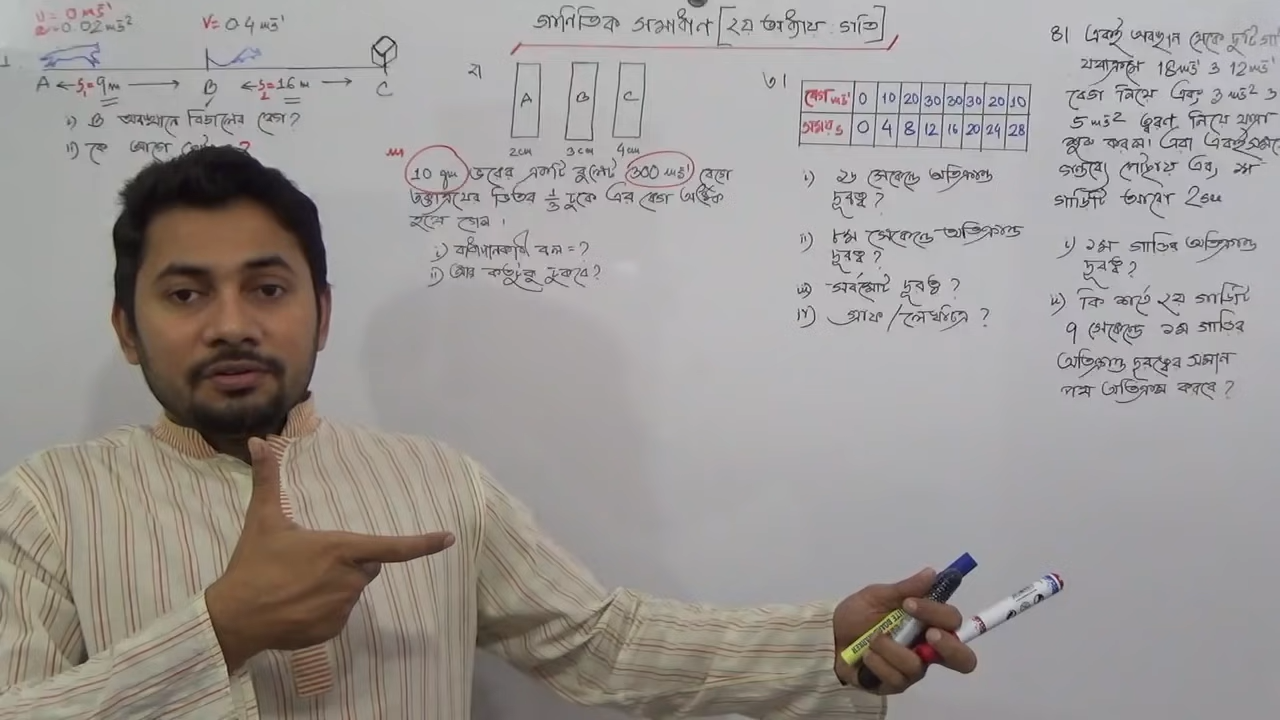 গানিতিক সমাধান [২য় অধ্যায় : গতি]
u = 0 ms⁻¹
a = 0.02 ms⁻²
v = 0.4 ms⁻¹
A S₁ = 9m B S₂ = 16 m C
i) B অবস্থানে বিড়ালের বেগ?
ii) কে আগে ?
২।
A B C
2cm 3cm 4cm
10 gm ভরের একটি বুলেট 300 ms⁻¹ বেগে
তক্তাত্রয়ের ভিতর 1/3 ঢুকে এর বেগ অর্ধেক
হয়ে গেল।
i) বাধাদানকারী বল = ?
ii) আর কতটুকু ঢুকবে?
৩।
বেগ ms⁻¹ 0 10 20 30 30 30 20 10
সময় s 0 4 8 12 16 20 24 28
i) ২৮ সেকেন্ডে অতিক্রান্ত
দূরত্ব?
ii) ৮ম সেকেন্ডে অতিক্রান্ত
দূরত্ব?
iii) সর্বমোট দূরত্ব?
iv) গ্রাফ / লেখচিত্র ?
৪। একই অবস্থান থেকে দুটি
যথাক্রমে 18ms⁻¹ ও 12ms⁻¹
বেগ নিয়ে এবং 3ms⁻² ও
5ms⁻² ত্বরণ নিয়ে যাত্রা
শুরু করল। এরা একই
গন্তব্যে পৌছায় এবং ১ম
গাড়িটি আগে
i) ১ম গাড়ির অতিক্রান্ত
দূরত্ব?
ii) কি শর্তে ২য় গাড়িটি
৭ সেকেন্ডে ১ম গাড়ির
অতিক্রান্ত দূরত্বের সমান
পথ অতিক্রম করবে?